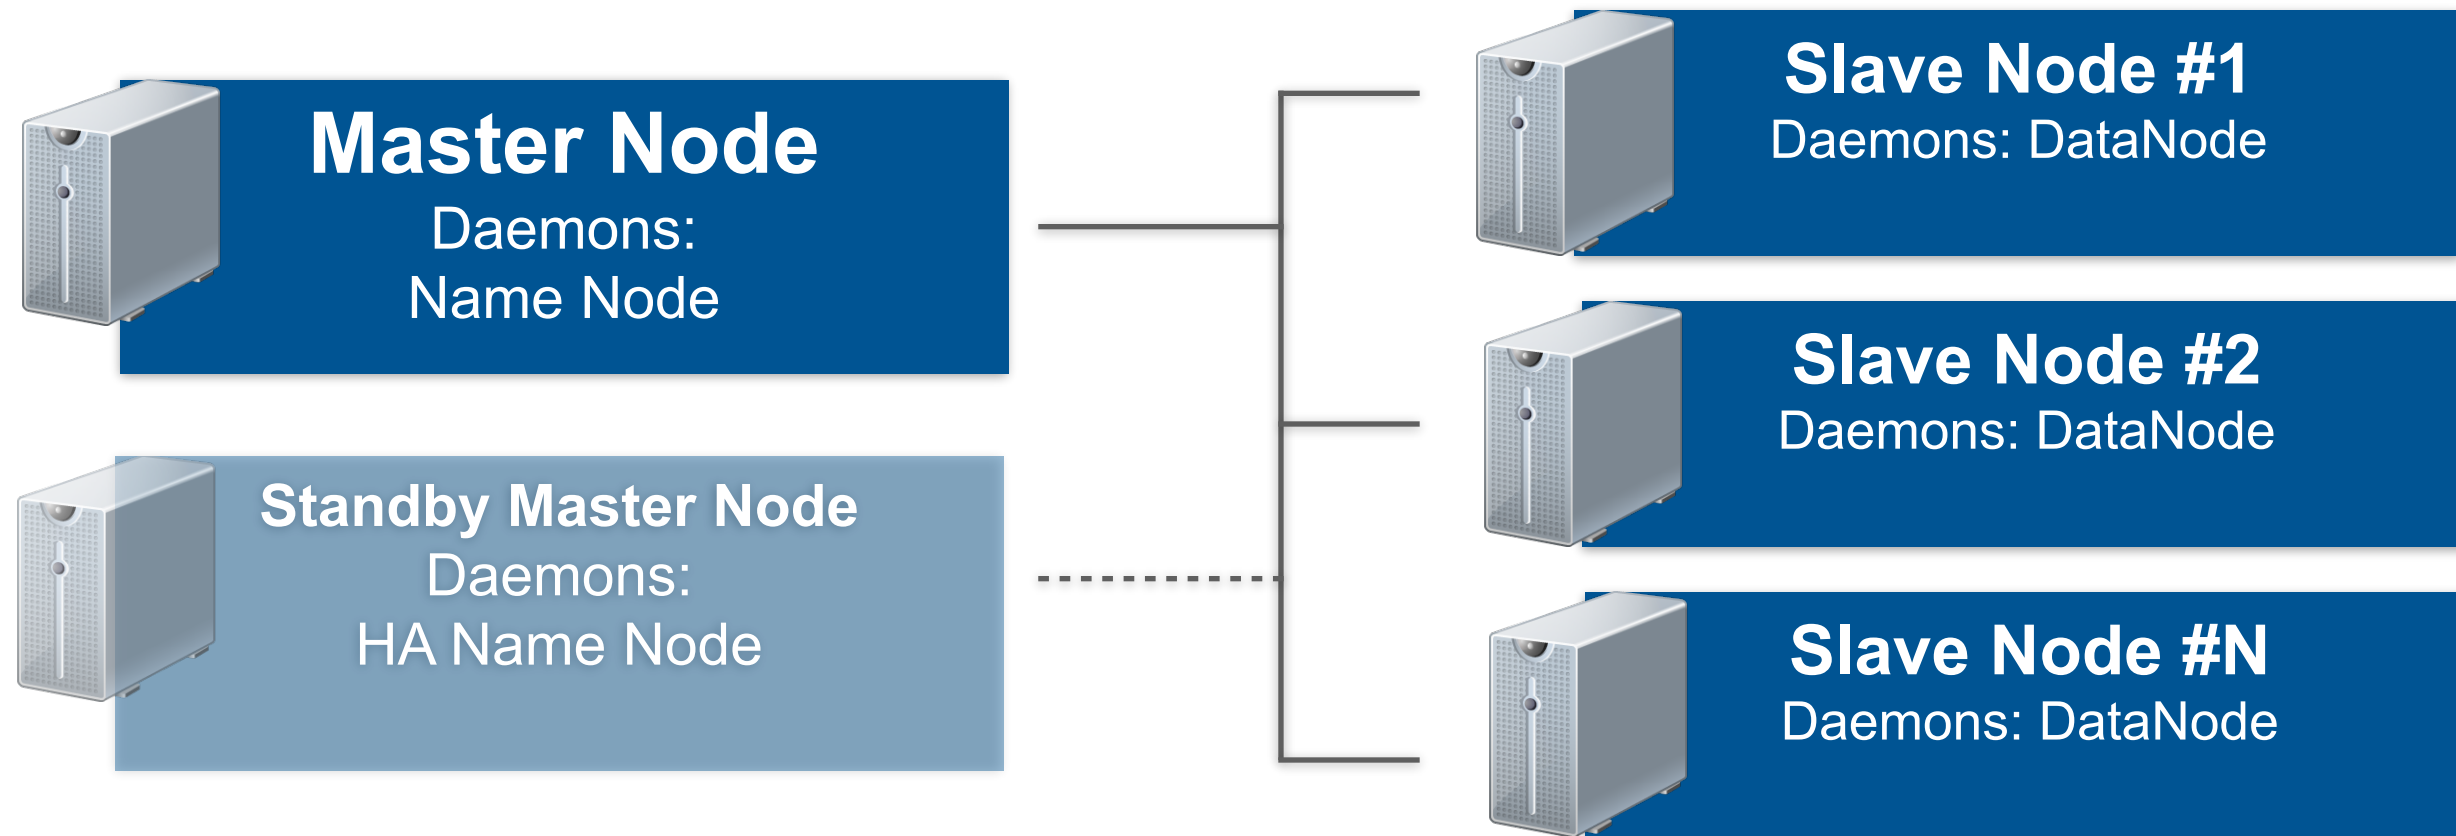 Master Node
Daemons:
Name Node
Standby Master Node
Daemons:
HA Name Node
Slave Node #1
Daemons: DataNode
Slave Node #2
Daemons: DataNode
Slave Node #N
Daemons: DataNode